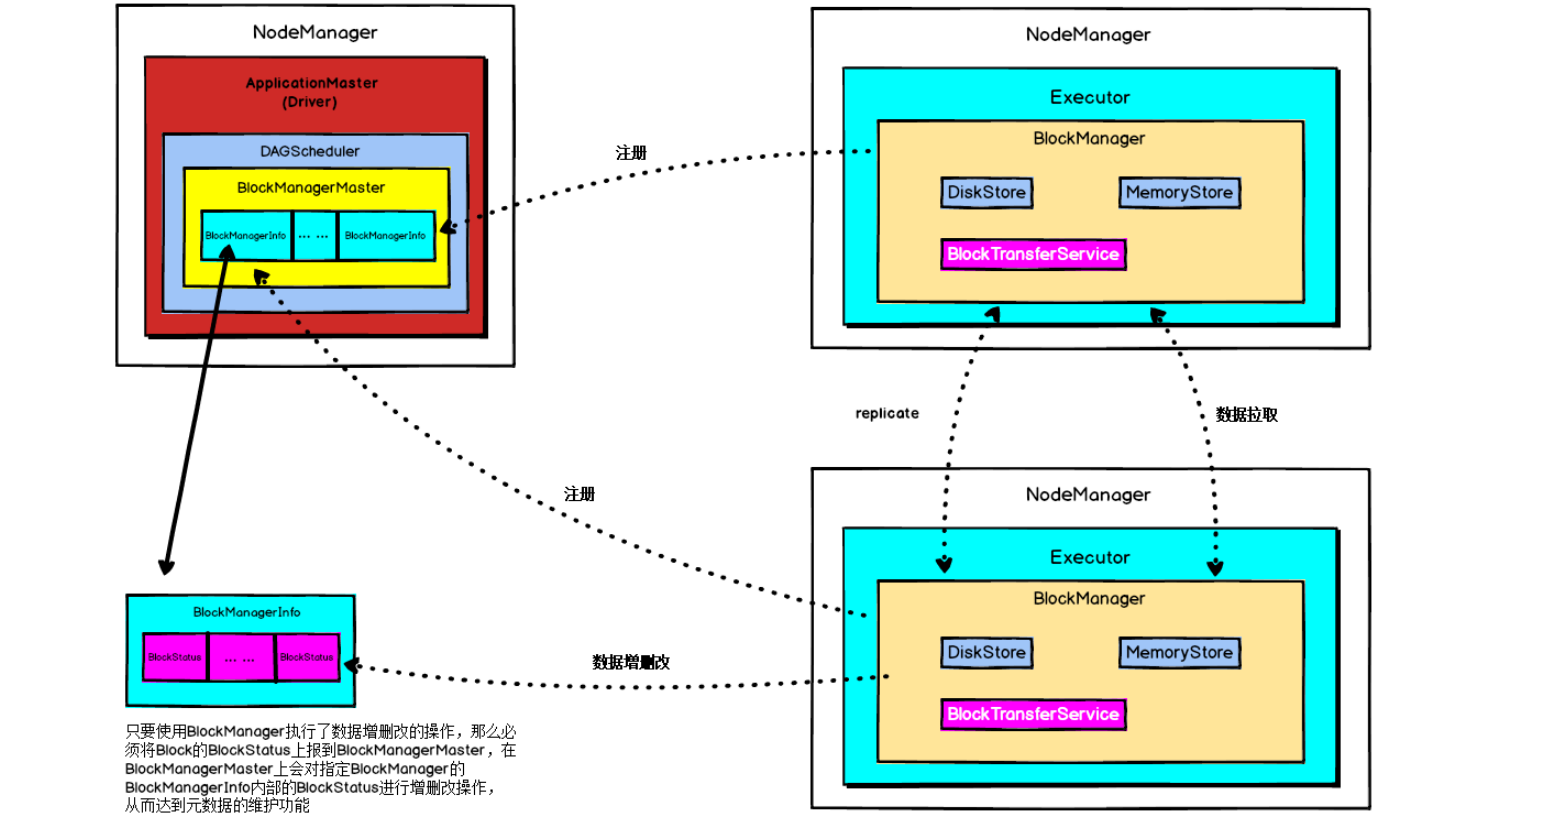 NodeManager
ApplicationMaster
(Driver)
DAGScheduler
BlockManagerMaster
BlockManagerInfo
... ...
BlockManagerInfo
注册
NodeManager
Executor
BlockManager
DiskStore
MemoryStore
BlockTransferService
replicate
数据拉取
注册
NodeManager
Executor
BlockManager
DiskStore
MemoryStore
BlockTransferService
数据增删改
BlockManagerInfo
BlockStatus
... ...
BlockStatus
只要使用BlockManager执行了数据增删改的操作，那么必
须将Block的BlockStatus上报到BlockManagerMaster，在
BlockManagerMaster上会对指定BlockManager的
BlockManagerInfo内部的BlockStatus进行增删改操作，
从而达到元数据的维护功能